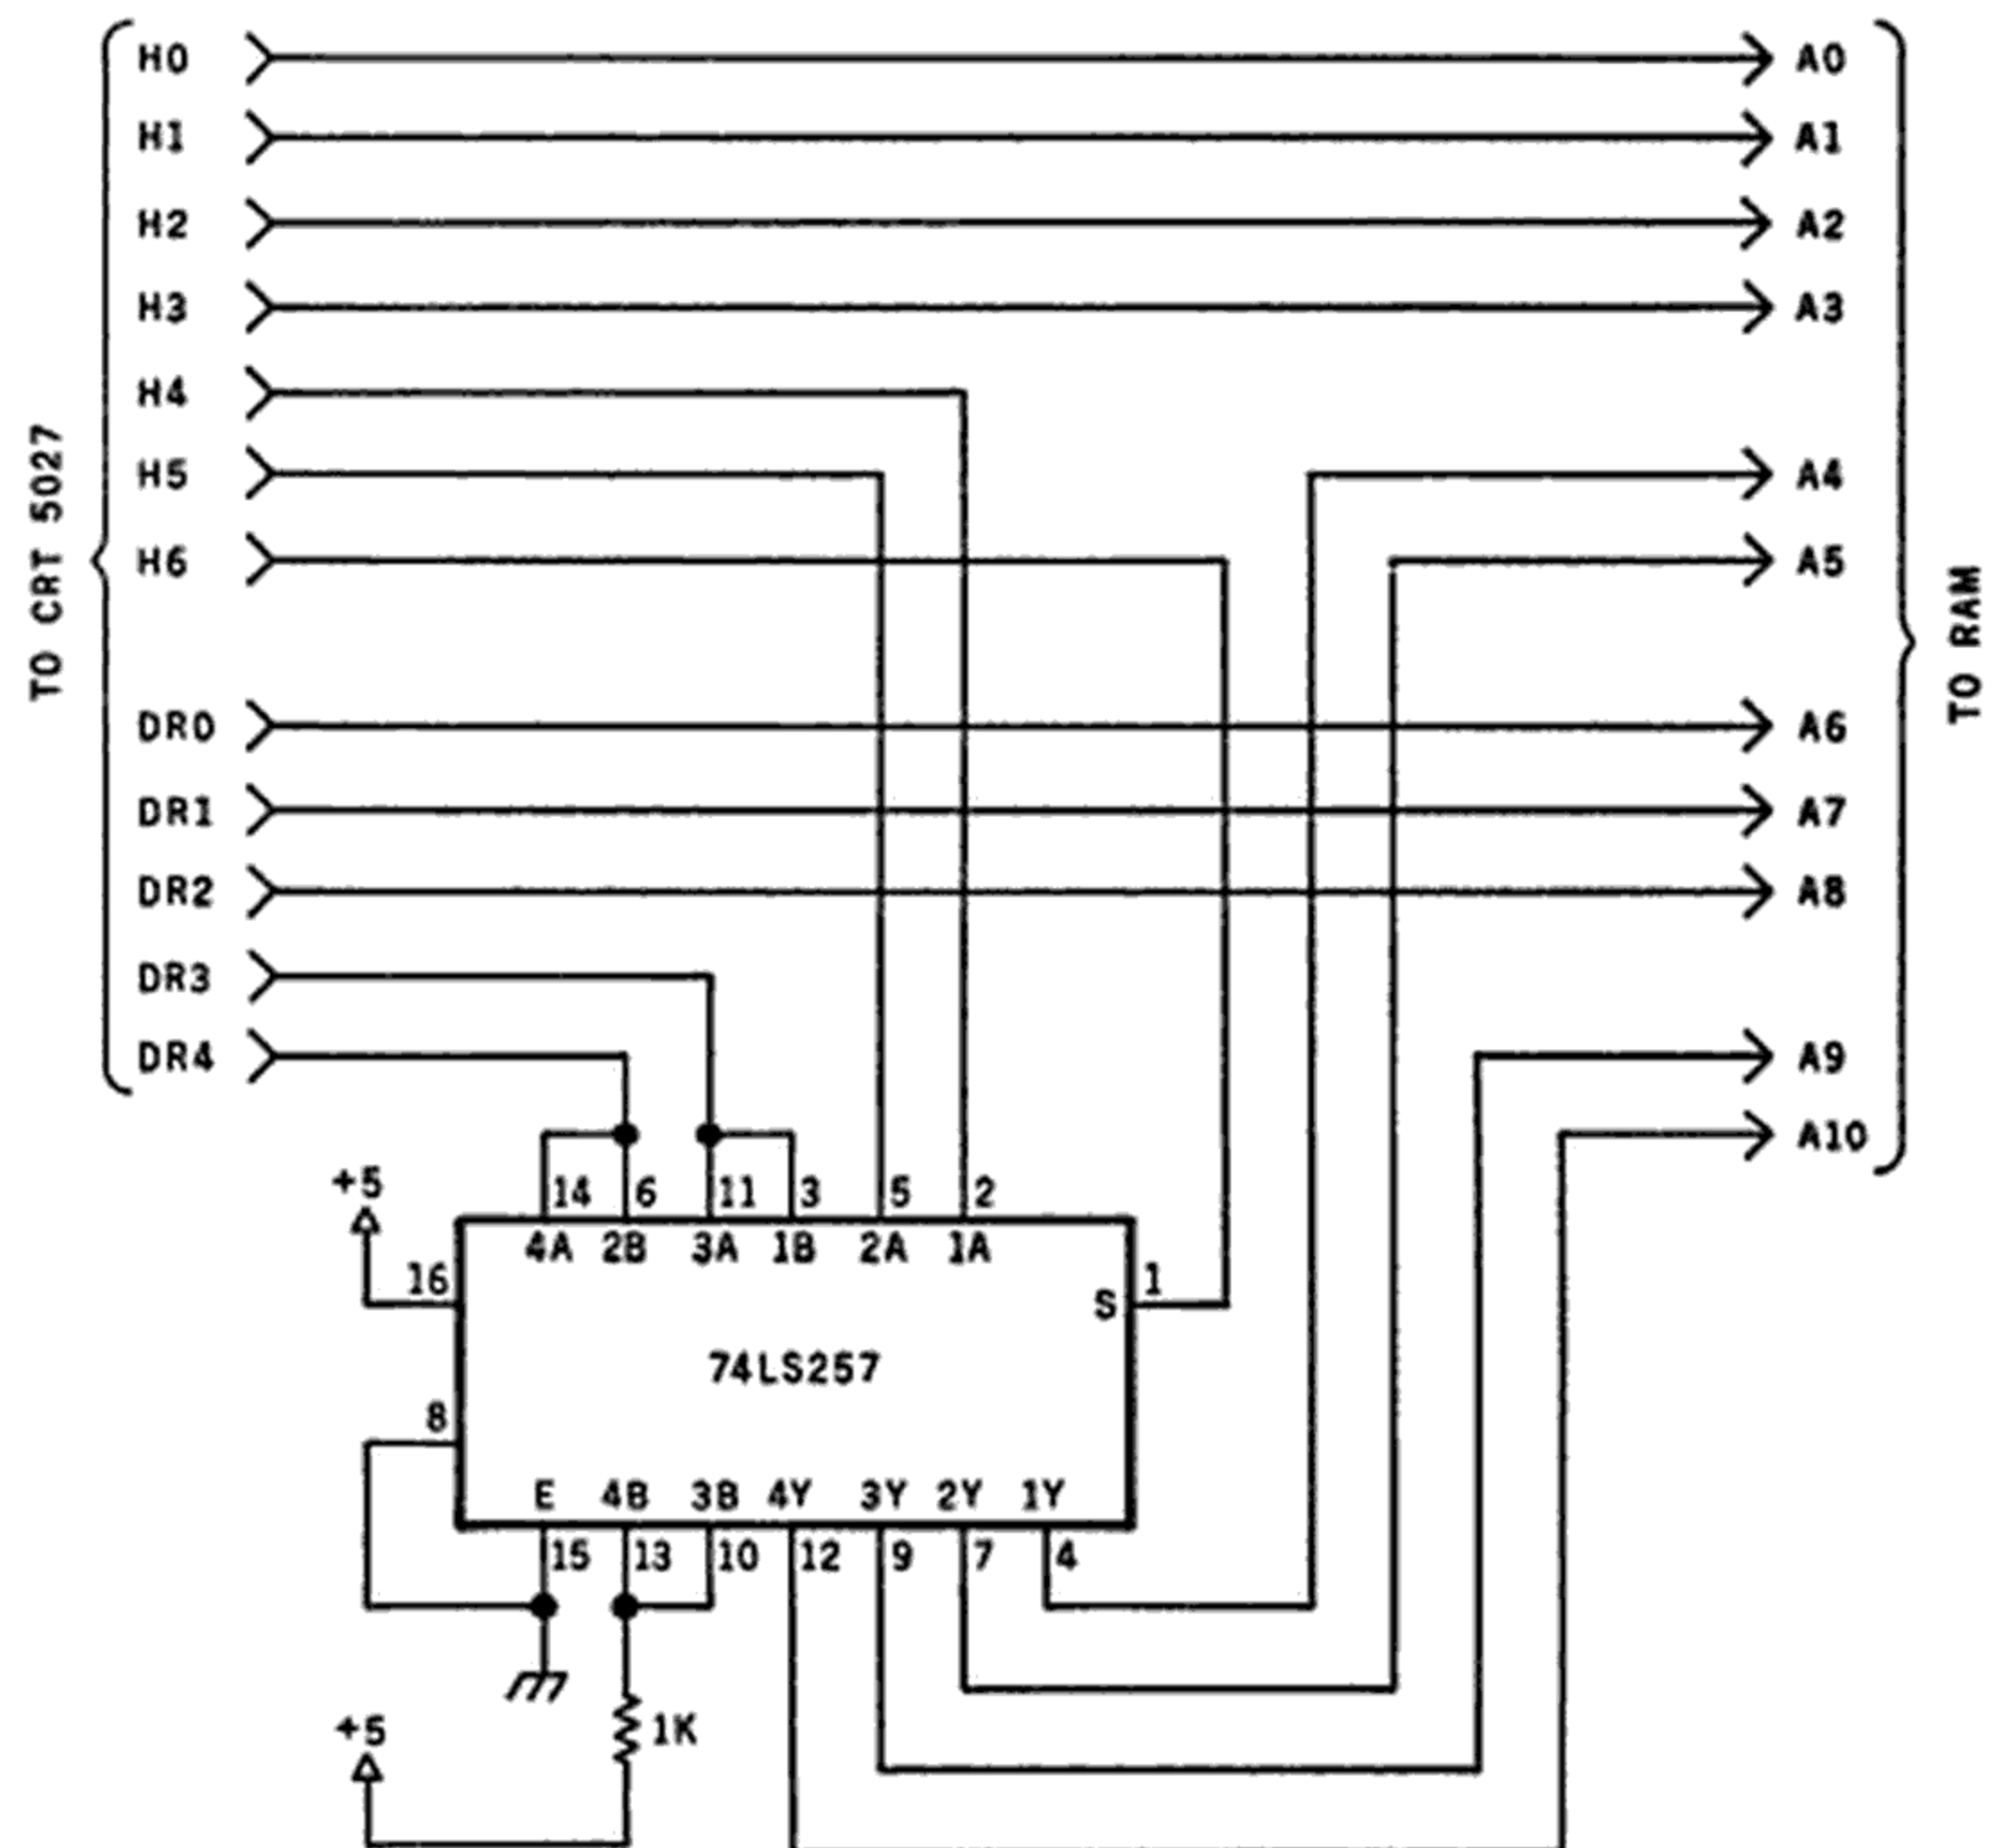 H0 A0
H1 A1
H2 A2
H3 A3
H4
H5 A4
H6 A5
TO CRT 5027
TO RAM
DR0 A6
DR1 A7
DR2 A8
DR3
DR4 A9
A10
+5
14 6 11 3 5 2
4A 2B 3A 1B 2A 1A
16 1
S
74LS257
8
E 4B 3B 4Y 3Y 2Y 1Y
15 13 10 12 9 7 4
+5 1K